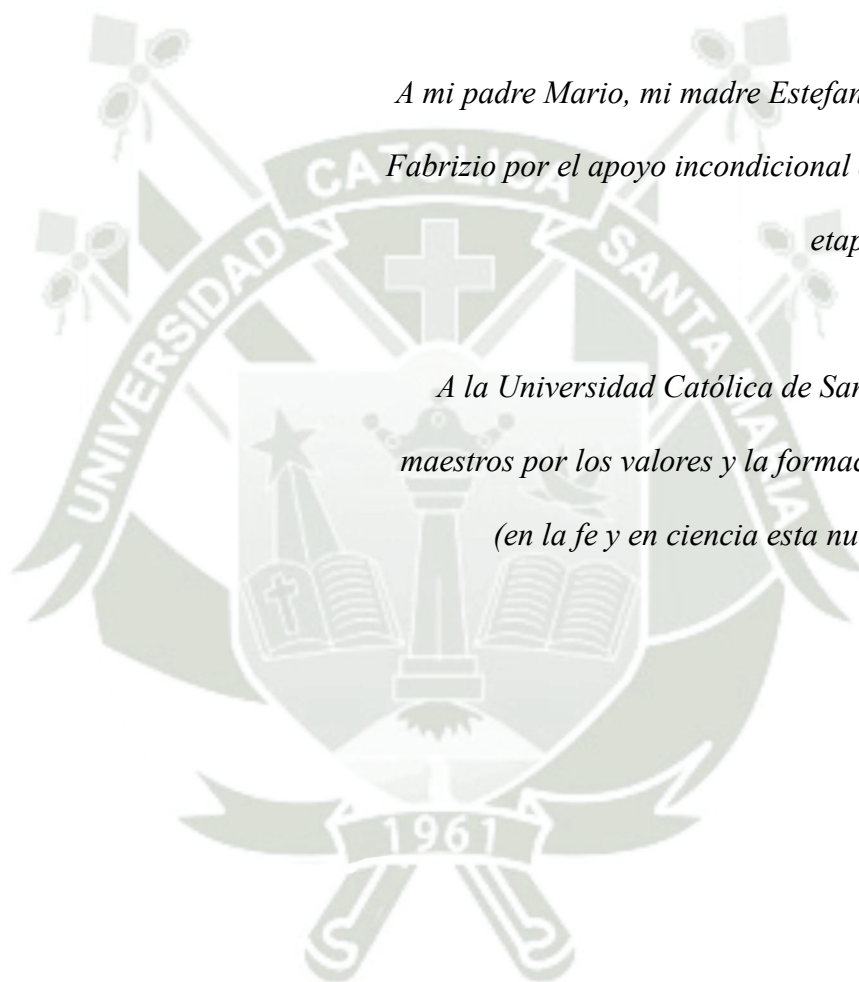 A mi padre Mario, mi madre Estefan
Fabrizio por el apoyo incondicional
etap
A la Universidad Católica de San
maestros por los valores y la formac
(en la fe y en ciencia esta nu
UNIVERSIDAD CATOLICA SANTA MARIA
1961